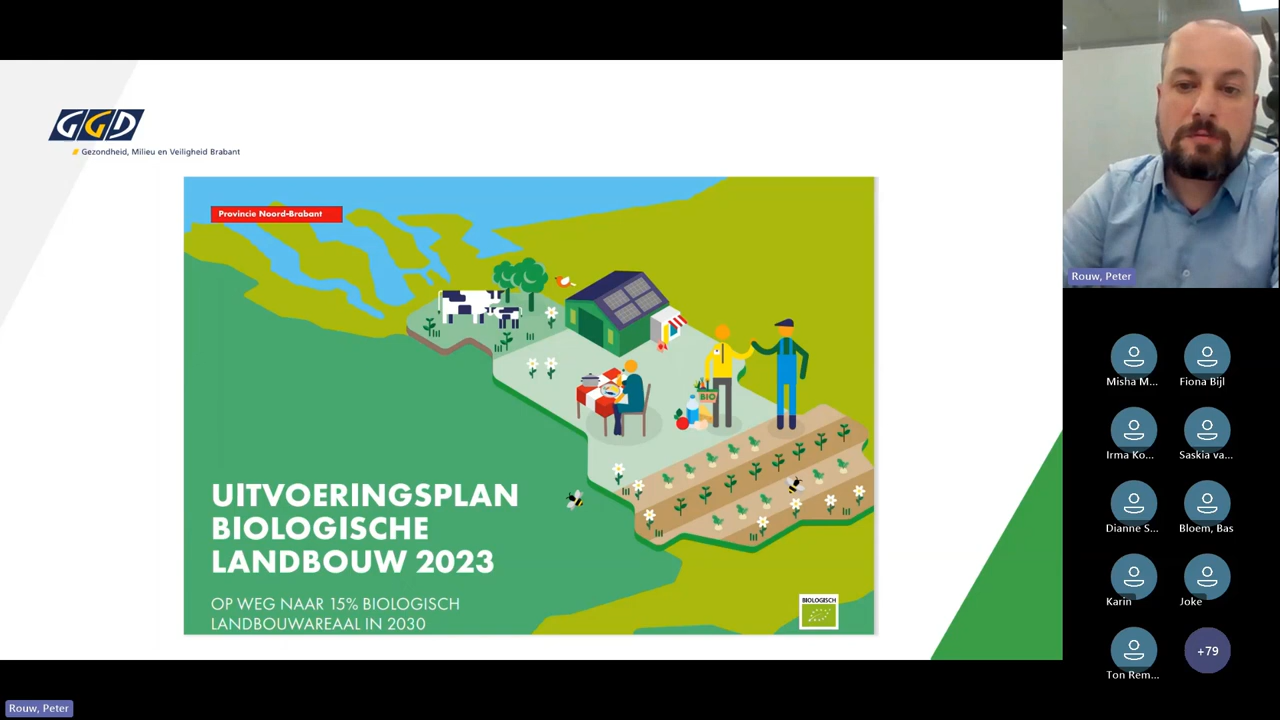 GGD
Gezondheid, Milieu en Veiligheid Brabant
Provincie Noord-Brabant
BIO
UITVOERINGSPLAN
BIOLOGISCHE
LANDBOUW 2023
OP WEG NAAR 15% BIOLOGISCH
LANDBOUWAREAAL IN 2030
BIOLOGISCH
Rouw, Peter
Misha M...
Fiona Bijl
Irma Ko...
Saskia va...
Dianne S...
Bloem, Bas
Karin
Joke
Ton Rem...
+79
Rouw, Peter